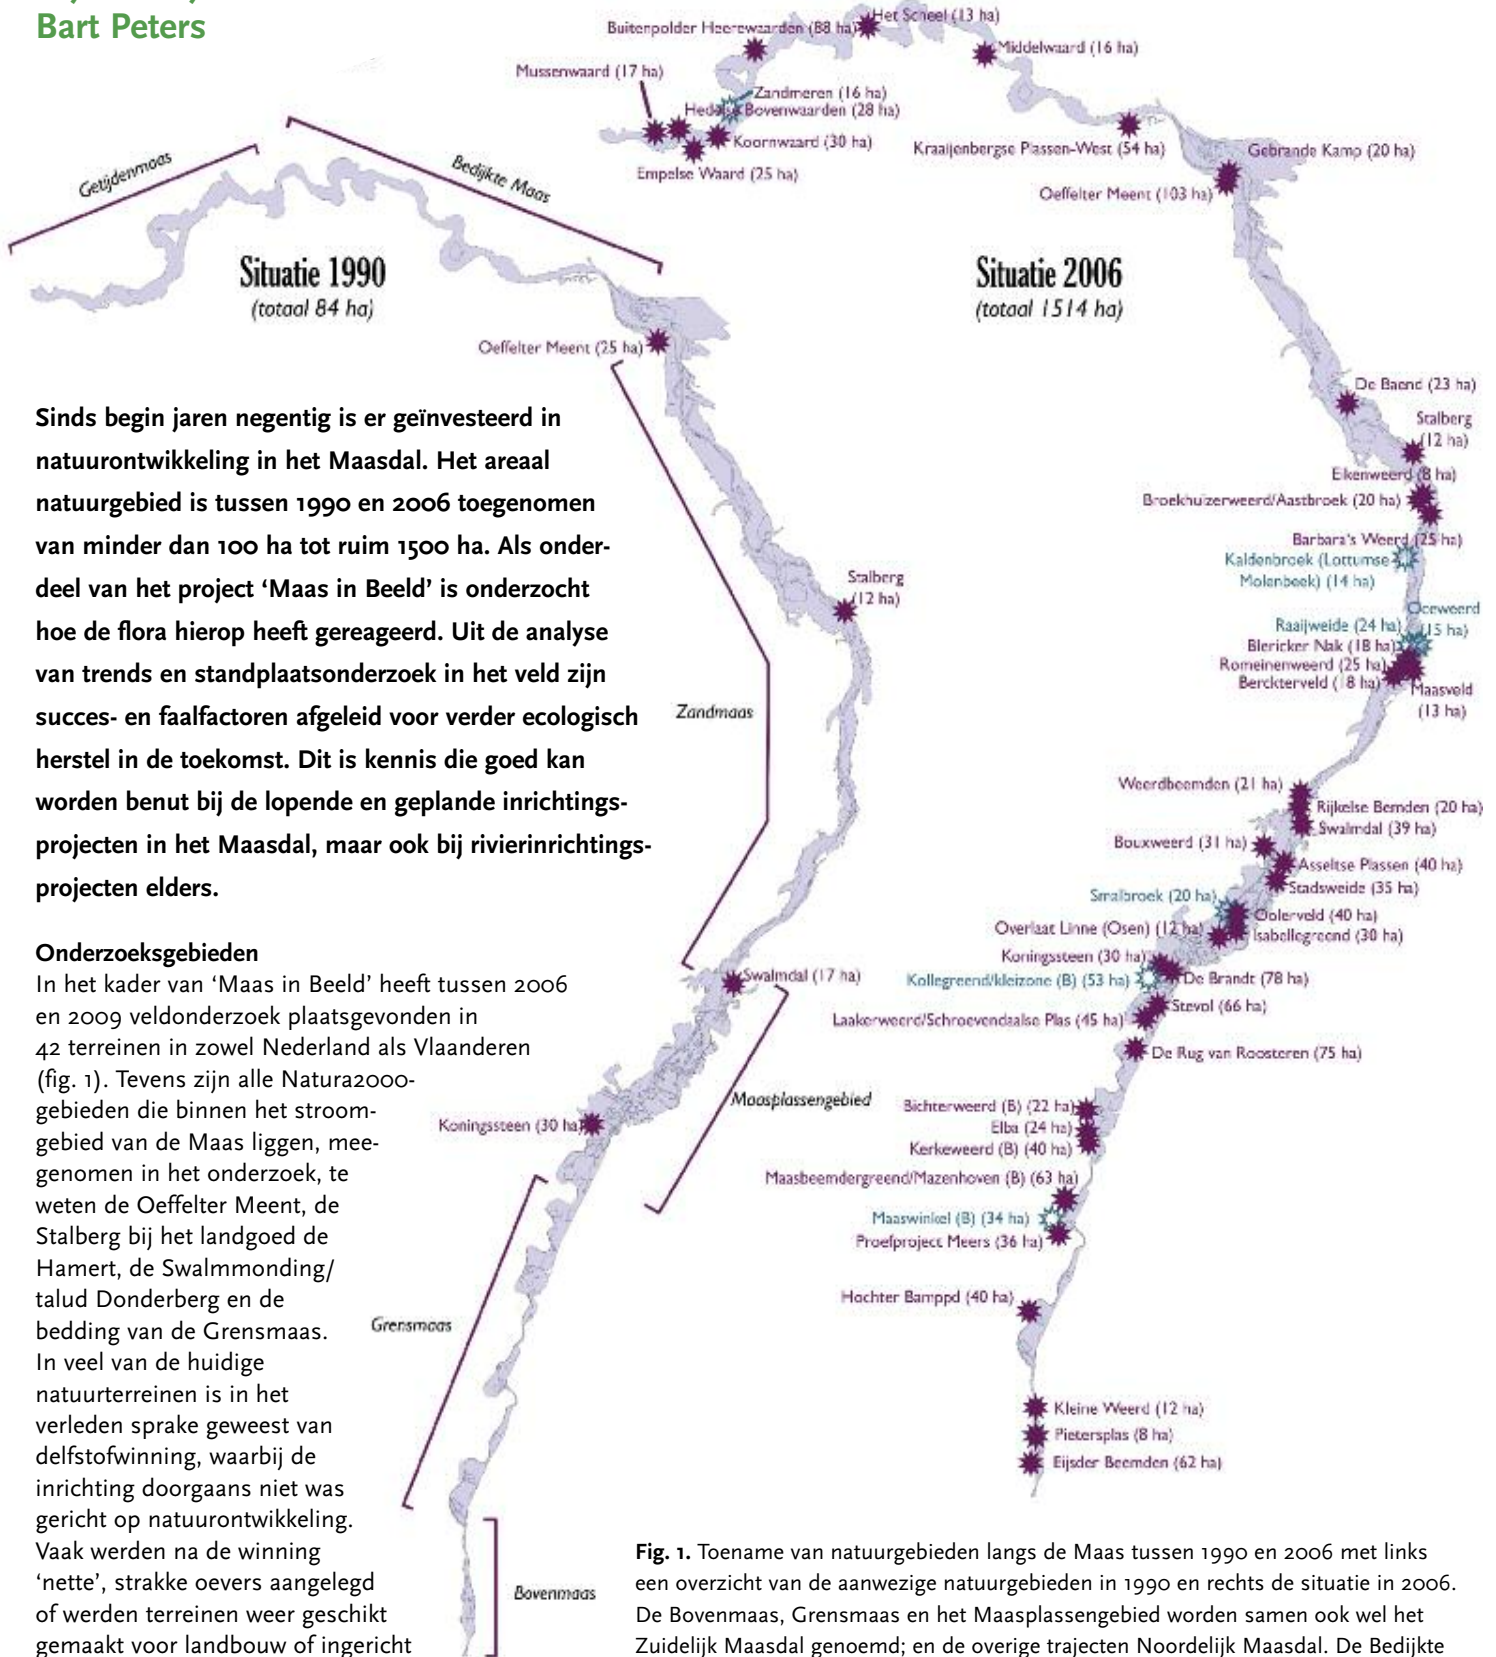 Bart Peters
Getijdenmaas
Bedijkte Maas
Situatie 1990
(totaal 84 ha)
Oeffelter Meent (25 ha)
Stalberg
(12 ha)
Zandmaas
Swalmdal (17 ha)
Maasplassengebied
Koningssteen (30 ha)
Grensmaas
Bovenmaas
Buitenpolder Heerewaarden (88 ha)
Het Scheel (13 ha)
Middelwaard (16 ha)
Mussenwaard (17 ha)
Zandmeren (16 ha)
Hedelse Bovenwaarden (28 ha)
Koornwaard (30 ha)
Empelse Waard (25 ha)
Kraaijenbergse Plassen-West (54 ha)
Gebrande Kamp (20 ha)
Oeffelter Meent (103 ha)
Situatie 2006
(totaal 1514 ha)
De Baend (23 ha)
Stalberg
(12 ha)
Eikenweerd (8 ha)
Broekhuizerweerd/Aastbroek (20 ha)
Barbara's Weerd (25 ha)
Kaldenbroek (Lottumse
Molenbeek) (14 ha)
Oceweerd
(15 ha)
Raaijweide (24 ha)
Blericker Nak (18 ha)
Romeinenweerd (25 ha)
Berckterveld (18 ha)
Maasveld
(13 ha)
Weerdbeemden (21 ha)
Rijkelse Bemden (20 ha)
Swalmdal (39 ha)
Bouxweerd (31 ha)
Asseltse Plassen (40 ha)
Stadsweide (35 ha)
Smalbroek (20 ha)
Oolerveld (40 ha)
Overlaat Linne (Osen) (12 ha)
Isabellegreend (30 ha)
Koningssteen (30 ha)
De Brandt (78 ha)
Kollegreend/kleizone (B) (53 ha)
Stevol (66 ha)
Laakerweerd/Schroevendaalse Plas (45 ha)
De Rug van Roosteren (75 ha)
Bichterweerd (B) (22 ha)
Elba (24 ha)
Kerkeweerd (B) (40 ha)
Maasbeemdergreend/Mazenhoven (B) (63 ha)
Maaswinkel (B) (34 ha)
Proefproject Meers (36 ha)
Hochter Bamppd (40 ha)
Kleine Weerd (12 ha)
Pietersplas (8 ha)
Eijsder Beemden (62 ha)
Sinds begin jaren negentig is er geïnvesteerd in
natuurontwikkeling in het Maasdal. Het areaal
natuurgebied is tussen 1990 en 2006 toegenomen
van minder dan 100 ha tot ruim 1500 ha. Als onder-
deel van het project ‘Maas in Beeld’ is onderzocht
hoe de flora hierop heeft gereageerd. Uit de analyse
van trends en standplaatsonderzoek in het veld zijn
succes- en faalfactoren afgeleid voor verder ecologisch
herstel in de toekomst. Dit is kennis die goed kan
worden benut bij de lopende en geplande inrichtings-
projecten in het Maasdal, maar ook bij rivierinrichtings-
projecten elders.
Onderzoeksgebieden
In het kader van ‘Maas in Beeld’ heeft tussen 2006
en 2009 veldonderzoek plaatsgevonden in
42 terreinen in zowel Nederland als Vlaanderen
(fig. 1). Tevens zijn alle Natura2000-
gebieden die binnen het stroom-
gebied van de Maas liggen, mee-
genomen in het onderzoek, te
weten de Oeffelter Meent, de
Stalberg bij het landgoed de
Hamert, de Swalmmonding/
talud Donderberg en de
bedding van de Grensmaas.
In veel van de huidige
natuurterreinen is in het
verleden sprake geweest van
delfstofwinning, waarbij de
inrichting doorgaans niet was
gericht op natuurontwikkeling.
Vaak werden na de winning
‘nette’, strakke oevers aangelegd
of werden terreinen weer geschikt
gemaakt voor landbouw of ingericht
Fig. 1. Toename van natuurgebieden langs de Maas tussen 1990 en 2006 met links
een overzicht van de aanwezige natuurgebieden in 1990 en rechts de situatie in 2006.
De Bovenmaas, Grensmaas en het Maasplassengebied worden samen ook wel het
Zuidelijk Maasdal genoemd; en de overige trajecten Noordelijk Maasdal. De Bedijkte